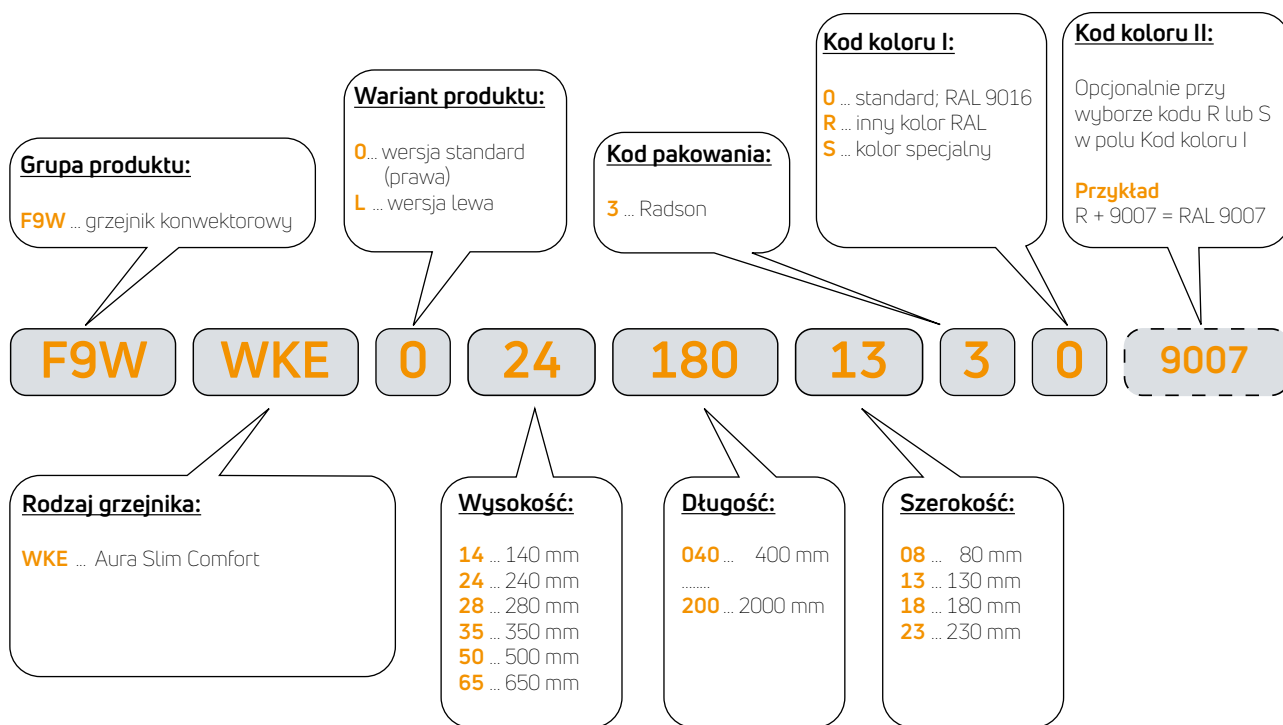 Grupa produktu:
F9W ... grzejnik konwektorowy
Wariant produktu:
0... wersja standard
(prawa)
L ... wersja lewa
Kod pakowania:
3 ... Radson
Kod koloru I:
0 ... standard; RAL 9016
R ... inny kolor RAL
S ... kolor specjalny
Kod koloru II:
Opcjonalnie przy
wyborze kodu R lub S
w polu Kod koloru I
Przykład
R + 9007 = RAL 9007
F9W WKE 0 24 180 13 3 0 9007
Rodzaj grzejnika:
WKE ... Aura Slim Comfort
Wysokość:
14 ... 140 mm
24 ... 240 mm
28 ... 280 mm
35 ... 350 mm
50 ... 500 mm
65 ... 650 mm
Długość:
040 ... 400 mm
........
200 ... 2000 mm
Szerokość:
08 ... 80 mm
13 ... 130 mm
18 ... 180 mm
23 ... 230 mm